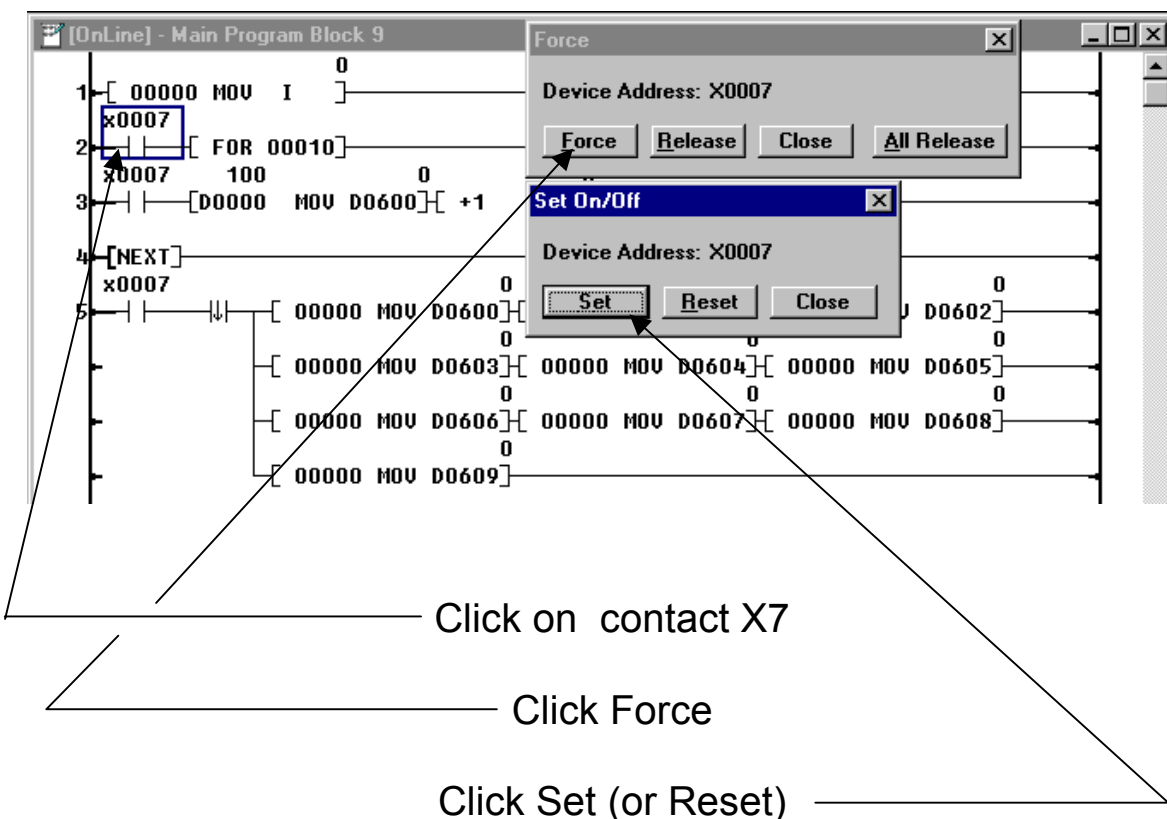 [OnLine] - Main Program Block 9
Force
Device Address: X0007
Force Release Close All Release
Set On/Off
Device Address: X0007
Set Reset Close
0
1 [ 00000 MOV I ]
x0007
2 [ FOR 00010]
x0007 100 0
3 [D0000 MOV D0600][ +1
4 [NEXT]
x0007 0 0
5 [ 00000 MOV D0600][ D0602]
0 0 0
[ 00000 MOV D0603][ 00000 MOV D0604][ 00000 MOV D0605]
0 0 0
[ 00000 MOV D0606][ 00000 MOV D0607][ 00000 MOV D0608]
0
[ 00000 MOV D0609]
Click on contact X7
Click Force
Click Set (or Reset)